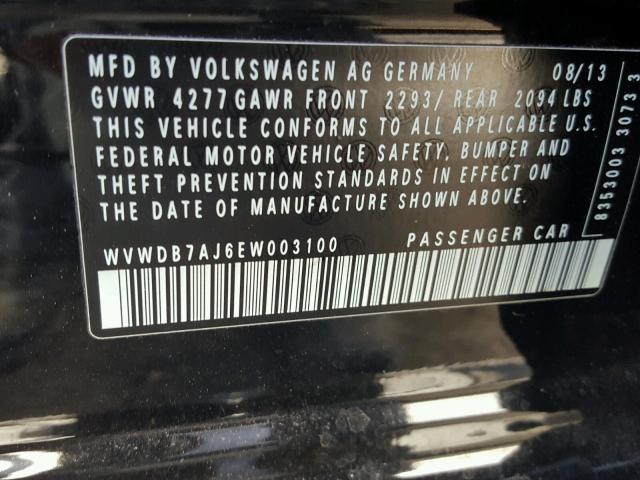 MFD BY VOLKSWAGEN AG GERMANY 08/13
GVWR 4277GAWR FRONT 2293/ REAR 2094 LBS
THIS VEHICLE CONFORMS TO ALL APPLICABLE U.S.
FEDERAL MOTOR VEHICLE SAFETY, BUMPER AND
THEFT PREVENTION STANDARDS IN EFFECT ON
THE DATE OF MANUFACTURE SHOWN ABOVE.
WVWDB7AJ6EW003100 PASSENGER CAR
8353003 3073 3